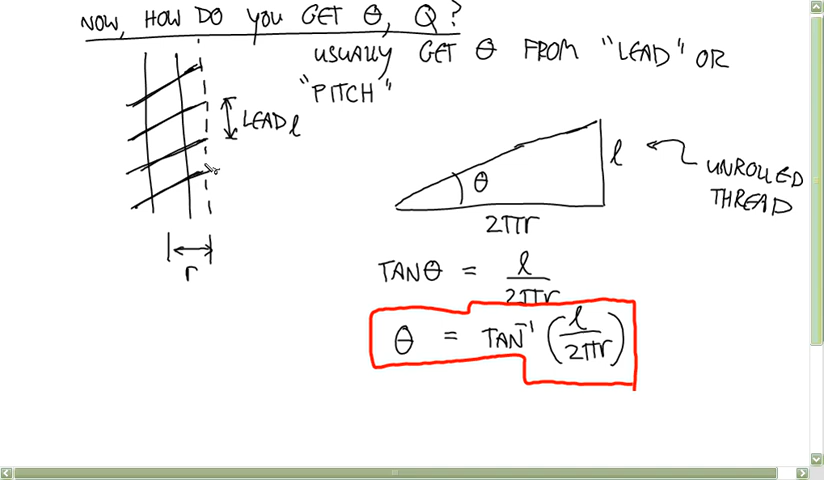 NOW, HOW DO YOU GET θ, Q?
USUALLY GET θ FROM "LEAD" OR
"PITCH"
LEAD l
r
θ
l
2πr
UNROLLED
THREAD
TANθ = l/2πr
θ = TAN⁻¹ (l/2πr)